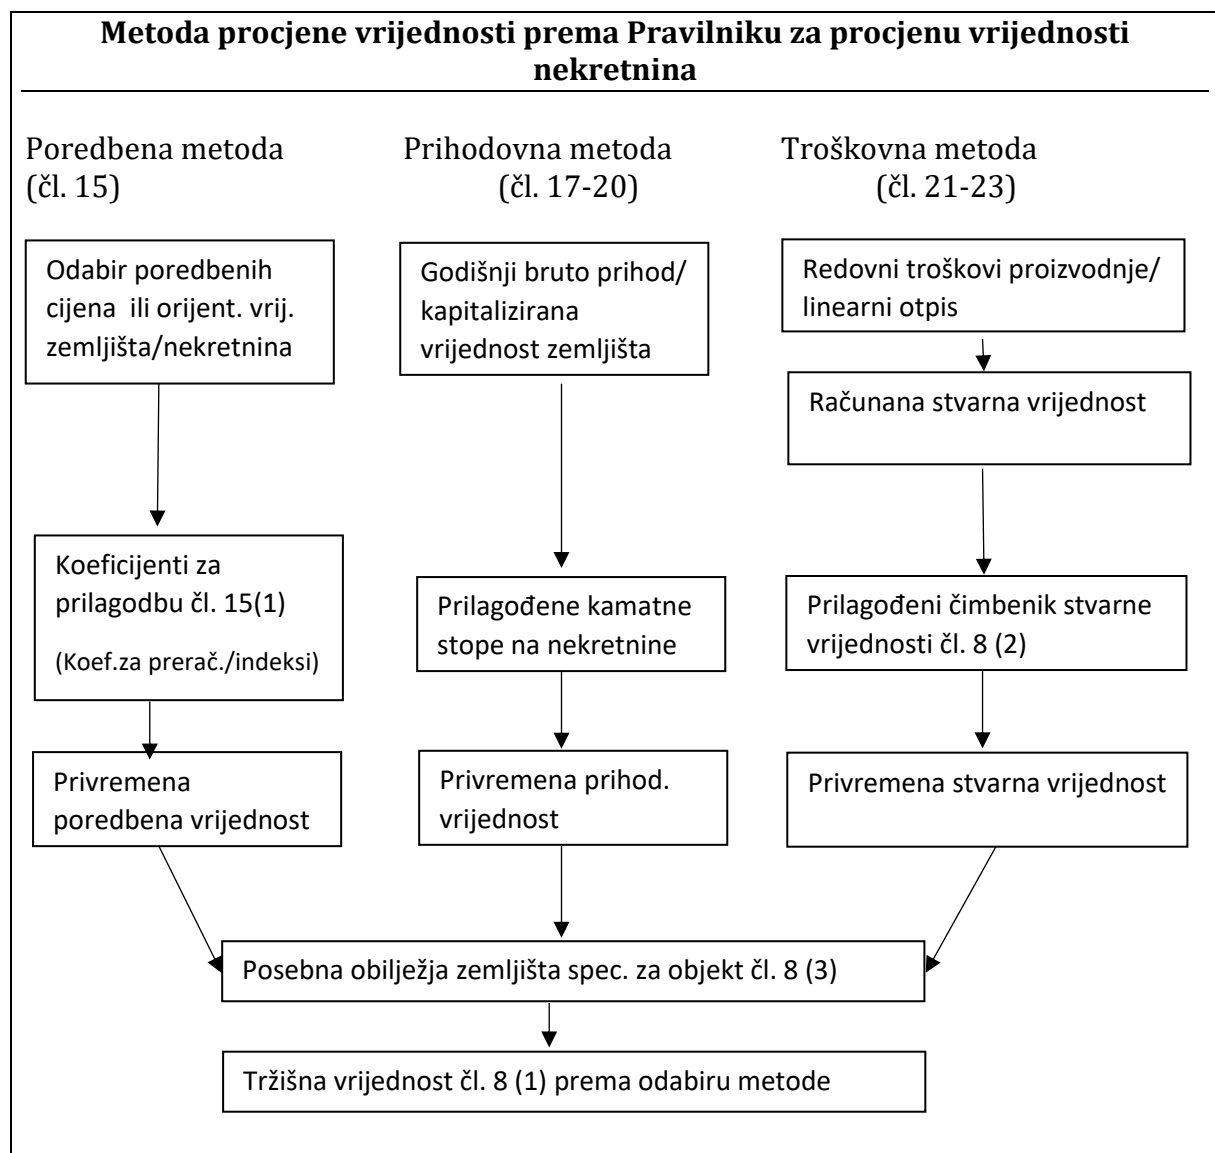 Metoda procjene vrijednosti prema Pravilniku za procjenu vrijednosti
nekretnina
Poredbena metoda
(čl. 15)
Prihodovna metoda
(čl. 17-20)
Troškovna metoda
(čl. 21-23)
Odabir poredbenih
cijena ili orijent. vrij.
zemljišta/nekretnina
Godišnji bruto prihod/
kapitalizirana
vrijednost zemljišta
Redovni troškovi proizvodnje/
linearni otpis
Računana stvarna vrijednost
Koeficijenti za
prilagodbu čl. 15(1)
(Koef.za prerač./indeksi)
Prilagođene kamatne
stope na nekretnine
Prilagođeni čimbenik stvarne
vrijednosti čl. 8 (2)
Privremena
poredbena vrijednost
Privremena prihod.
vrijednost
Privremena stvarna vrijednost
Posebna obilježja zemljišta spec. za objekt čl. 8 (3)
Tržišna vrijednost čl. 8 (1) prema odabiru metode